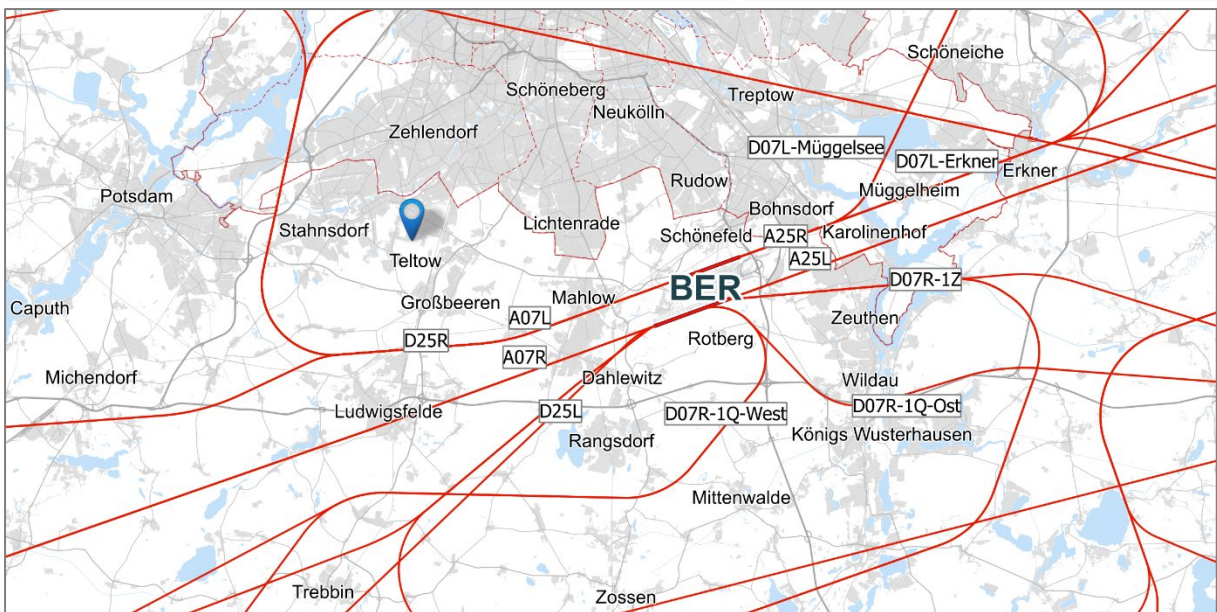 Schöneiche
Schöneberg
Treptow
Neukölln
Zehlendorf
D07L-Müggelsee
D07L-Erkner
Erkner
Rudow
Müggelheim
Potsdam
Bohnsdorf
Lichtenrade
Stahnsdorf
Schönefeld
A25R
Karolinenhof
Teltow
A25L
D07R-1Z
BER
Großbeeren
Mahlow
Caputh
A07L
Zeuthen
D25R
Rotberg
A07R
Michendorf
Dahlewitz
Wildau
Ludwigsfelde
D25L
D07R-1Q-West
D07R-1Q-Ost
Rangsdorf
Königs Wusterhausen
Mittenwalde
Trebbin
Zossen